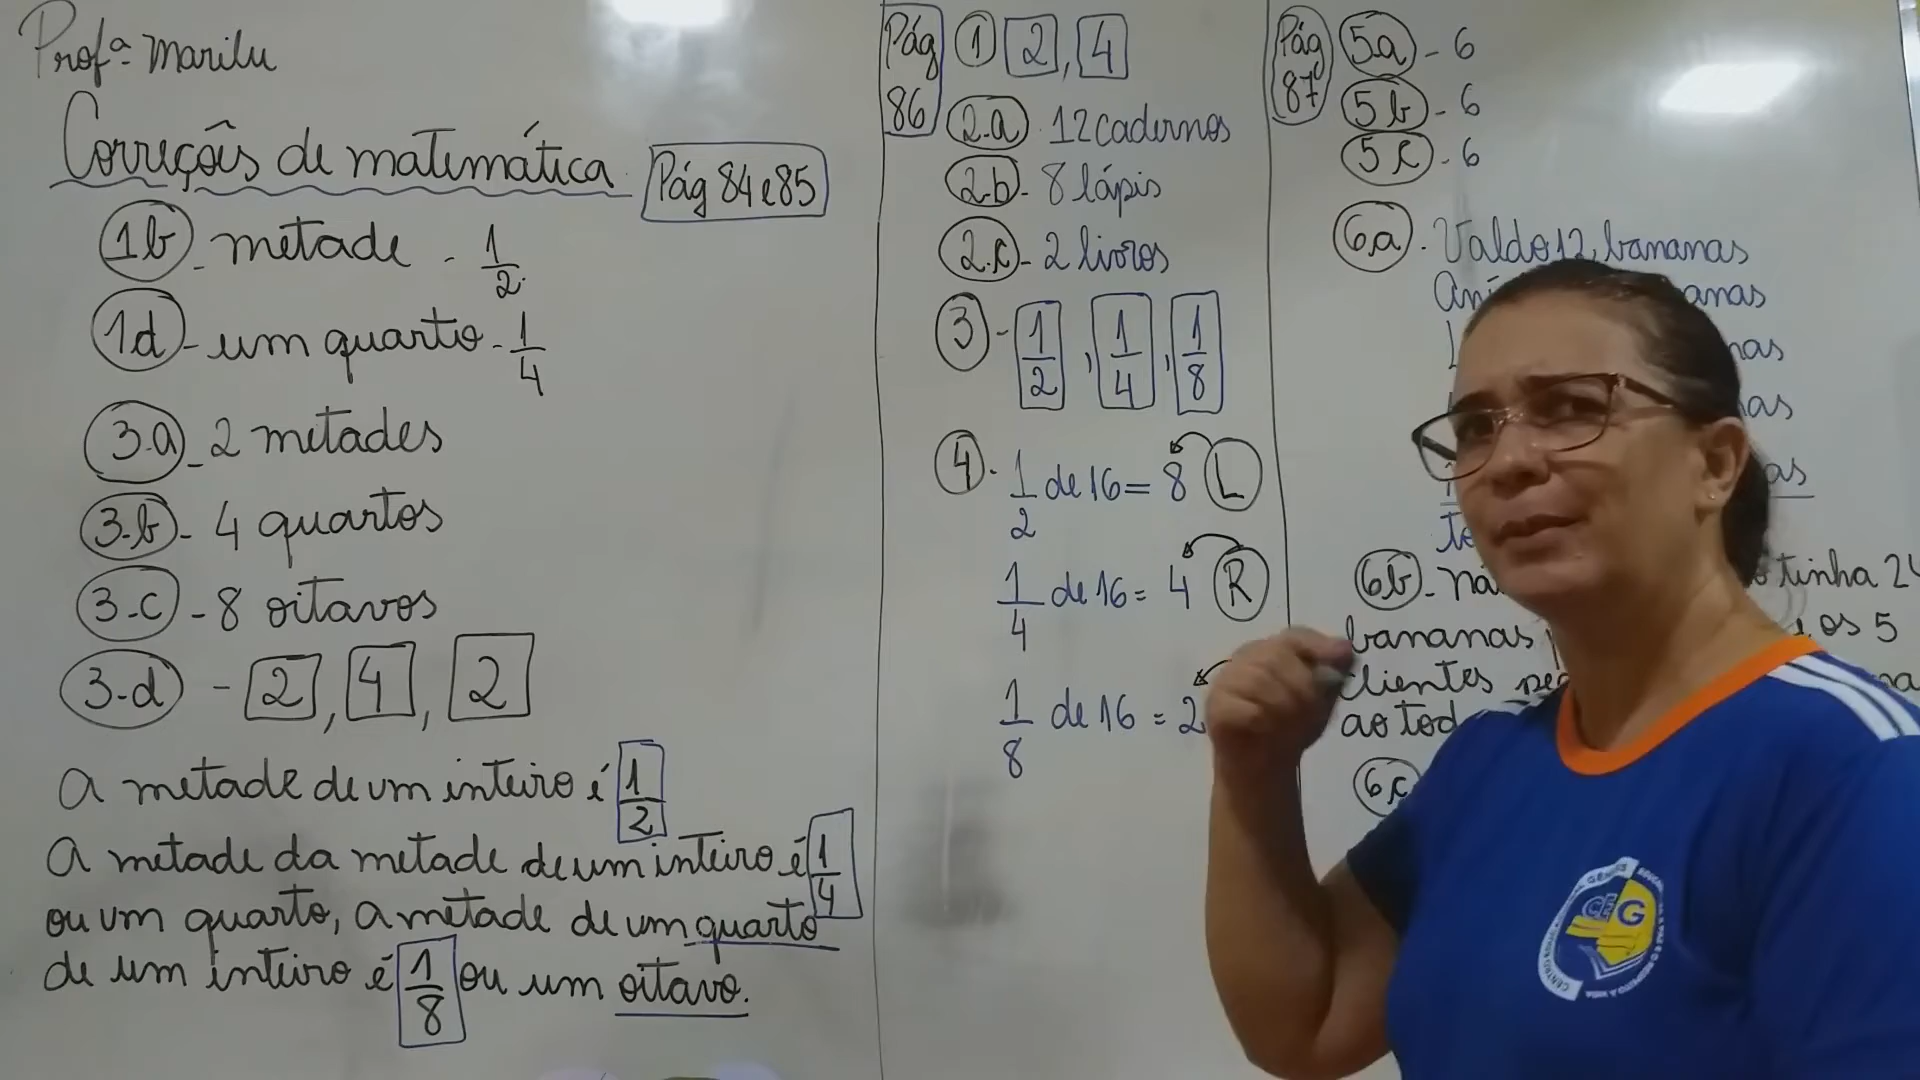 Profª Marilu
Correções de matemática
Pág 84 e 85
1b - metade - 1/2
1d - um quarto - 1/4
3.a - 2 metades
3-b - 4 quartos
3-c - 8 oitavos
3-d - 2, 4, 2
A metade de um inteiro é 1/2
A metade da metade de um inteiro é 1/4
ou um quarto, a metade de um quarto
de um inteiro é 1/8 ou um oitavo.
Pág 86
1 2, 4
2.a. 12 cadernos
2.b - 8 lápis
2.c - 2 livros
3 - 1/2, 1/4, 1/8
4. 1/2 de 16 = 8 L
1/4 de 16 = 4 R
1/8 de 16 = 2
Pág 87
5a - 6
5b - 6
5c - 6
6a. Valdo 12 bananas
6b - tinha 24
bananas os 5
clientes
ao
6c
CEG